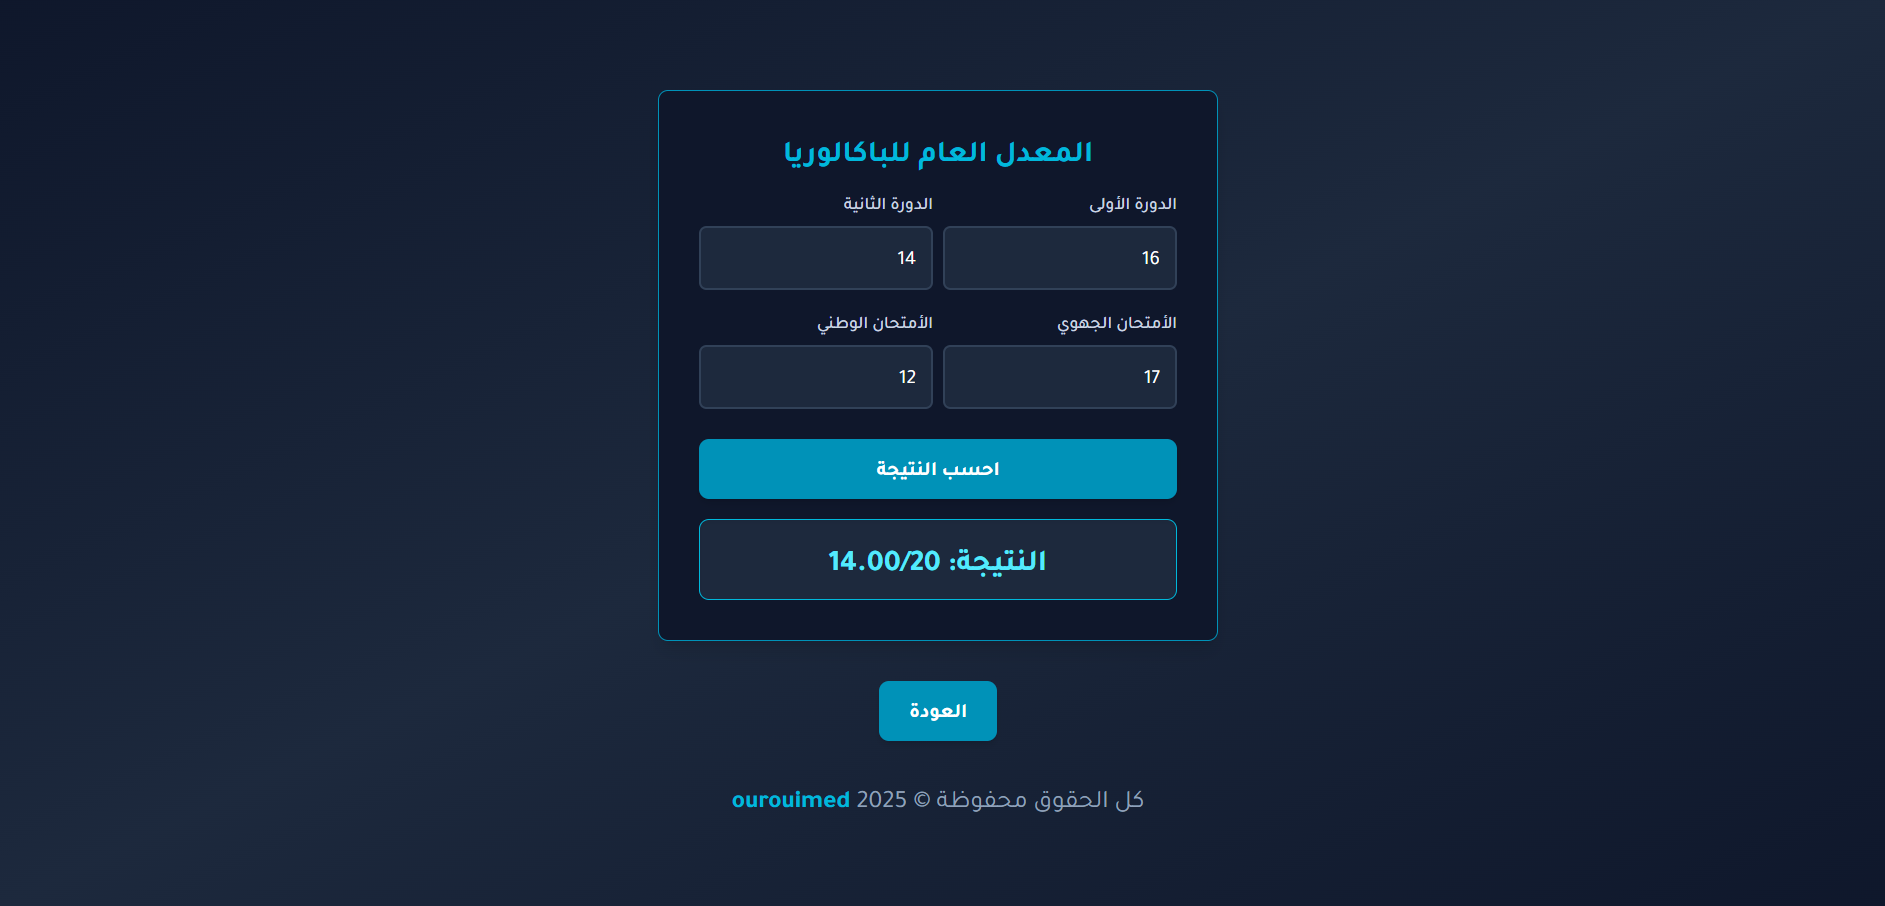 المعدل العام للباكالوريا
الدورة الأولى
16
الدورة الثانية
14
الأمتحان الجهوي
17
الأمتحان الوطني
12
احسب النتيجة
النتيجة: 14.00/20
العودة
كل الحقوق محفوظة © 2025 ourouimed